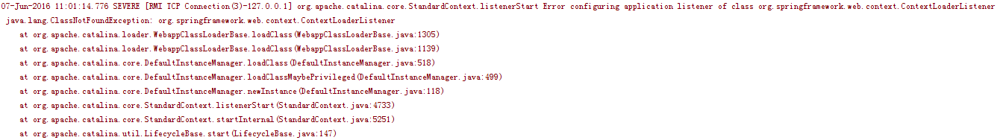 07-Jun-2016 11:01:14.776 SEVERE [RMI TCP Connection(3)-127.0.0.1] org.apache.catalina.core.StandardContext.listenerStart Error configuring application listener of class org.springframework.web.context.ContextLoaderListener
java.lang.ClassNotFoundException: org.springframework.web.context.ContextLoaderListener
at org.apache.catalina.loader.WebappClassLoaderBase.loadClass(WebappClassLoaderBase.java:1305)
at org.apache.catalina.loader.WebappClassLoaderBase.loadClass(WebappClassLoaderBase.java:1139)
at org.apache.catalina.core.DefaultInstanceManager.loadClass(DefaultInstanceManager.java:518)
at org.apache.catalina.core.DefaultInstanceManager.loadClassMaybePrivileged(DefaultInstanceManager.java:499)
at org.apache.catalina.core.DefaultInstanceManager.newInstance(DefaultInstanceManager.java:118)
at org.apache.catalina.core.StandardContext.listenerStart(StandardContext.java:4733)
at org.apache.catalina.core.StandardContext.startInternal(StandardContext.java:5251)
at org.apache.catalina.util.LifecycleBase.start(LifecycleBase.java:147)